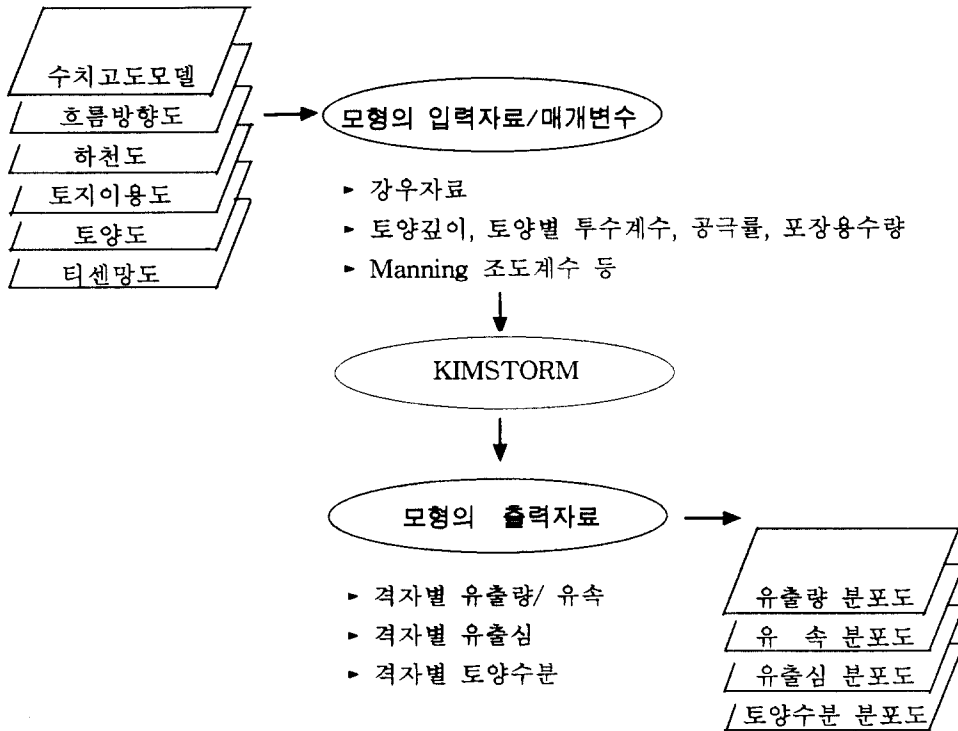 수치고도모델
흐름방향도
하천도
토지이용도
토양도
티센망도
모형의 입력자료/매개변수
► 강우자료
► 토양깊이, 토양별 투수계수, 공극률, 포장용수량
► Manning 조도계수 등
KIMSTORM
모형의 출력자료
► 격자별 유출량/ 유속
► 격자별 유출심
► 격자별 토양수분
유출량 분포도
유 속 분포도
유출심 분포도
토양수분 분포도